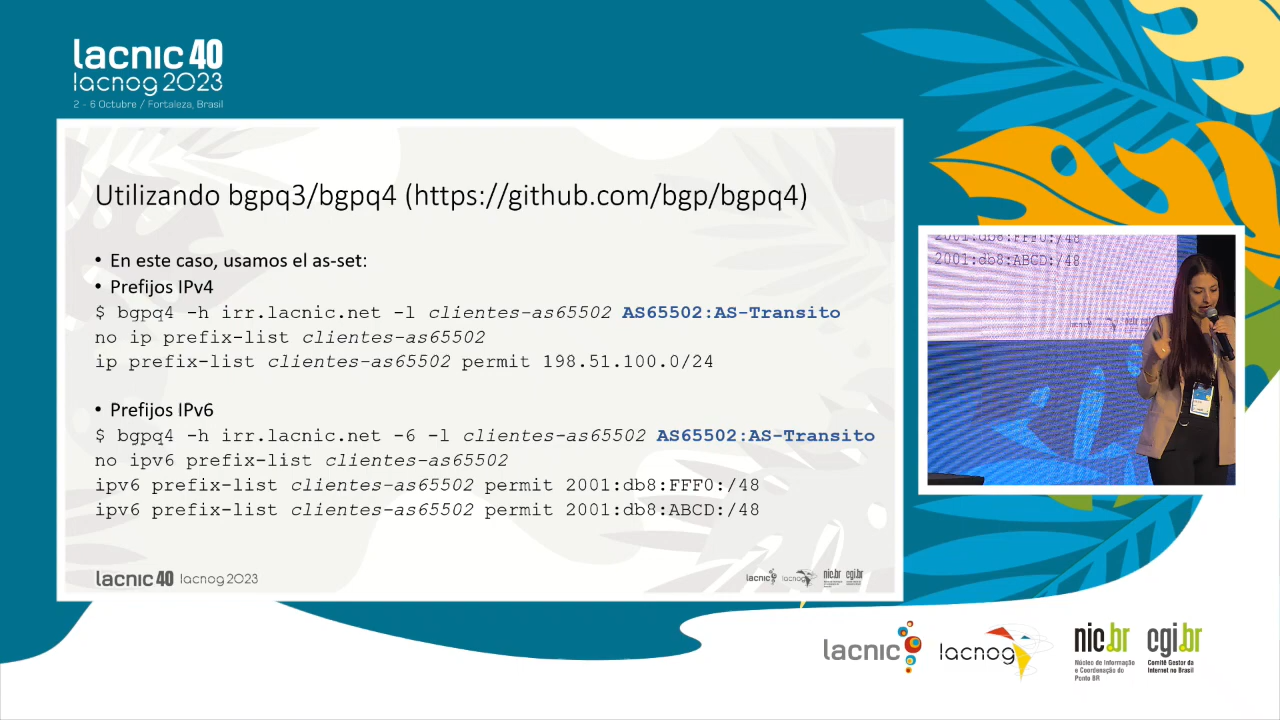 lacnic 40
lacnog 2023
2 - 6 Octubre / Fortaleza, Brasil
Utilizando bgpq3/bgpq4 (https://github.com/bgp/bgpq4)
• En este caso, usamos el as-set:
• Prefijos IPv4
$ bgpq4 -h irr.lacnic.net -l clientes-as65502 AS65502:AS-Transito
no ip prefix-list clientes-as65502
ip prefix-list clientes-as65502 permit 198.51.100.0/24
• Prefijos IPv6
$ bgpq4 -h irr.lacnic.net -6 -l clientes-as65502 AS65502:AS-Transito
no ipv6 prefix-list clientes-as65502
ipv6 prefix-list clientes-as65502 permit 2001:db8:FFF0:/48
ipv6 prefix-list clientes-as65502 permit 2001:db8:ABCD:/48
lacnic 40 lacnog 2023
lacnic lacnog nic.br cgi.br
2001:db8:FFF0:/48
2001:db8:ABCD:/48
lacnic
lacnog
nic.br
Núcleo de Informação
e Coordenação do
Ponto BR
cgi.br
Comitê Gestor da
Internet no Brasil